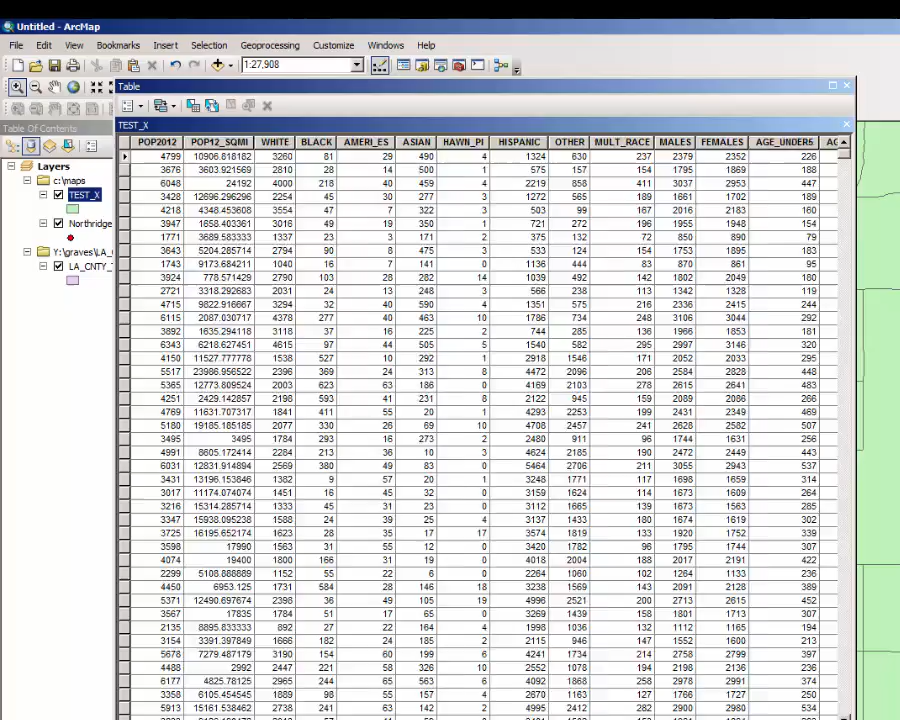 Untitled - ArcMap
File Edit View Bookmarks Insert Selection Geoprocessing Customize Windows Help
1:27,908
Table
Table Of Contents
TEST_X
Layers
c:\maps
TEST_X
Northridge
Y:\graves\LA_
LA_CNTY_
POP2012 POP12_SQMI WHITE BLACK AMERI_ES ASIAN HAWN_PI HISPANIC OTHER MULT_RACE MALES FEMALES AGE_UNDER5
4799 10906.818182 3260 81 29 490 4 1324 630 237 2379 2352 226
3676 3603.921569 2810 28 14 500 1 575 157 154 1795 1869 188
6048 24192 4000 218 40 459 4 2219 858 411 3037 2953 447
3428 12696.296296 2254 45 30 277 3 1272 565 189 1661 1702 189
4218 4348.453608 3554 47 7 322 3 503 99 167 2016 2183 160
3947 1658.403361 3016 49 19 350 1 721 272 196 1955 1948 154
1771 3689.583333 1337 23 3 171 2 375 132 72 850 890 79
3643 5204.285714 2790 90 8 475 3 533 124 154 1753 1895 183
1743 9173.684211 1040 16 7 141 0 1136 444 83 870 861 95
3924 778.571429 2790 103 28 282 14 1039 492 142 1802 2049 180
2721 3318.292683 2031 24 13 248 3 566 238 113 1342 1328 119
4715 9822.916667 3294 32 40 590 4 1351 575 216 2336 2415 244
6115 2087.030717 4378 77 40 463 10 1786 734 248 3106 3044 292
3892 1635.294118 3118 37 16 225 2 744 285 136 1966 1853 181
6343 6218.627451 4615 97 44 505 5 1540 582 295 2997 3146 320
4150 11527.777778 1538 527 10 292 1 2918 1546 171 2052 2033 295
5517 23986.956522 2396 369 24 313 8 4472 2096 206 2584 2828 448
5365 12773.809524 2003 623 63 186 0 4169 2103 278 2615 2641 483
4251 2429.142857 2198 593 41 231 8 2122 945 159 2089 2086 266
4769 11631.707317 1841 411 55 20 1 4293 2253 199 2431 2349 469
5180 19185.185185 2077 330 26 69 10 4708 2457 241 2628 2582 507
3495 3495 1784 293 16 273 2 2480 911 96 1744 1631 256
4991 8605.172414 2284 213 36 10 3 4624 2185 190 2472 2449 443
6031 12831.914894 2569 380 49 83 0 5464 2706 211 3055 2943 537
3431 13196.153846 1382 9 57 20 1 3248 1771 117 1698 1659 314
3017 11174.074074 1451 16 45 32 0 3159 1624 114 1673 1609 264
3216 15314.285714 1333 45 31 23 0 3112 1665 139 1673 1563 285
3347 15938.095238 1588 24 39 25 4 3137 1433 180 1674 1619 302
3725 16195.652174 1623 28 35 17 17 3574 1819 133 1920 1752 339
3598 17990 1563 31 55 12 0 3420 1782 96 1795 1744 307
4074 19400 1800 166 31 19 0 4018 2004 188 2017 2191 422
2299 5108.888889 1152 55 22 6 0 2264 1060 102 1264 1133 236
4450 6953.125 1731 584 28 146 18 3238 1569 143 2091 2128 389
5371 12490.697674 2398 36 49 105 19 4996 2521 200 2713 2615 452
3567 17835 1784 51 17 65 0 3269 1439 158 1801 1713 307
2135 8895.833333 892 27 22 164 4 1998 1036 132 1112 1165 194
3154 3391.397849 1666 182 24 185 2 2115 946 147 1552 1600 213
5678 7279.487179 3190 154 60 199 6 4241 1734 214 2758 2799 397
4488 2992 2447 221 58 326 10 2552 1078 194 2198 2136 236
6177 4825.78125 2965 244 65 563 6 4092 1868 258 2978 2991 374
3358 6105.454545 1889 98 55 157 4 2670 1163 127 1766 1727 250
5913 15161.538462 2708 241 63 142 2 4995 2412 259 2900 2980 534